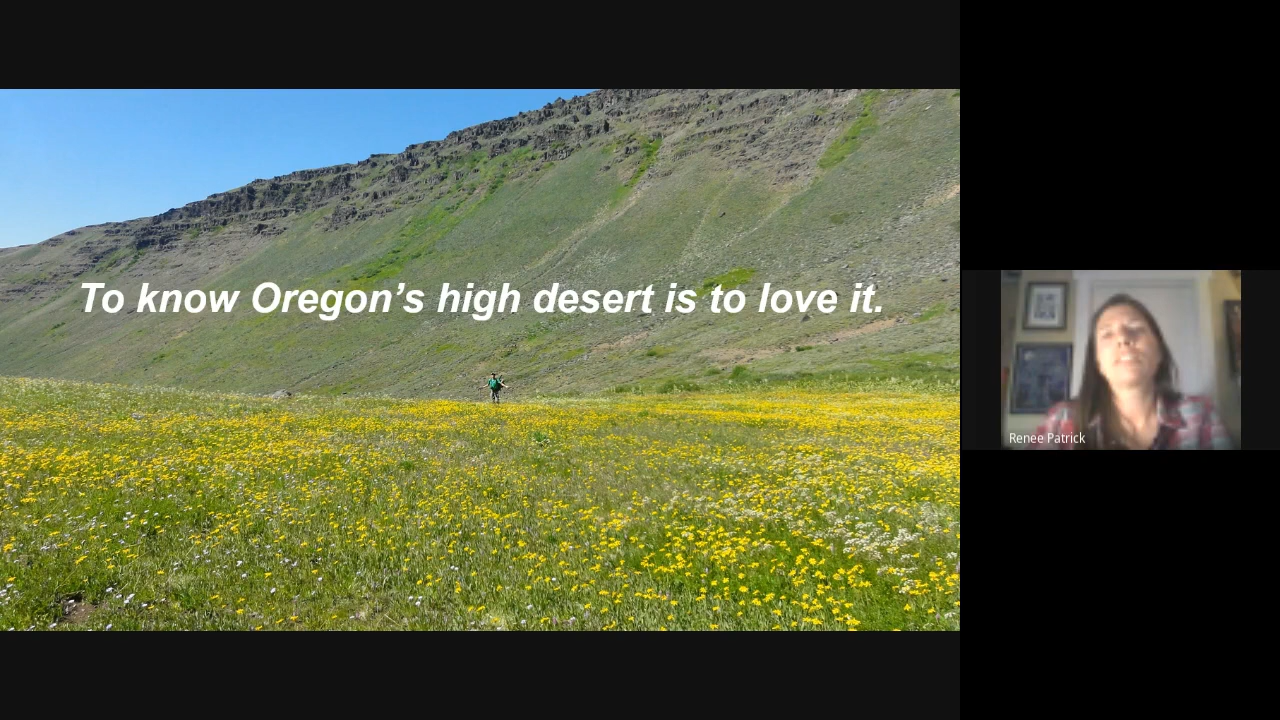 To know Oregon’s high desert is to love it.
Renee Patrick